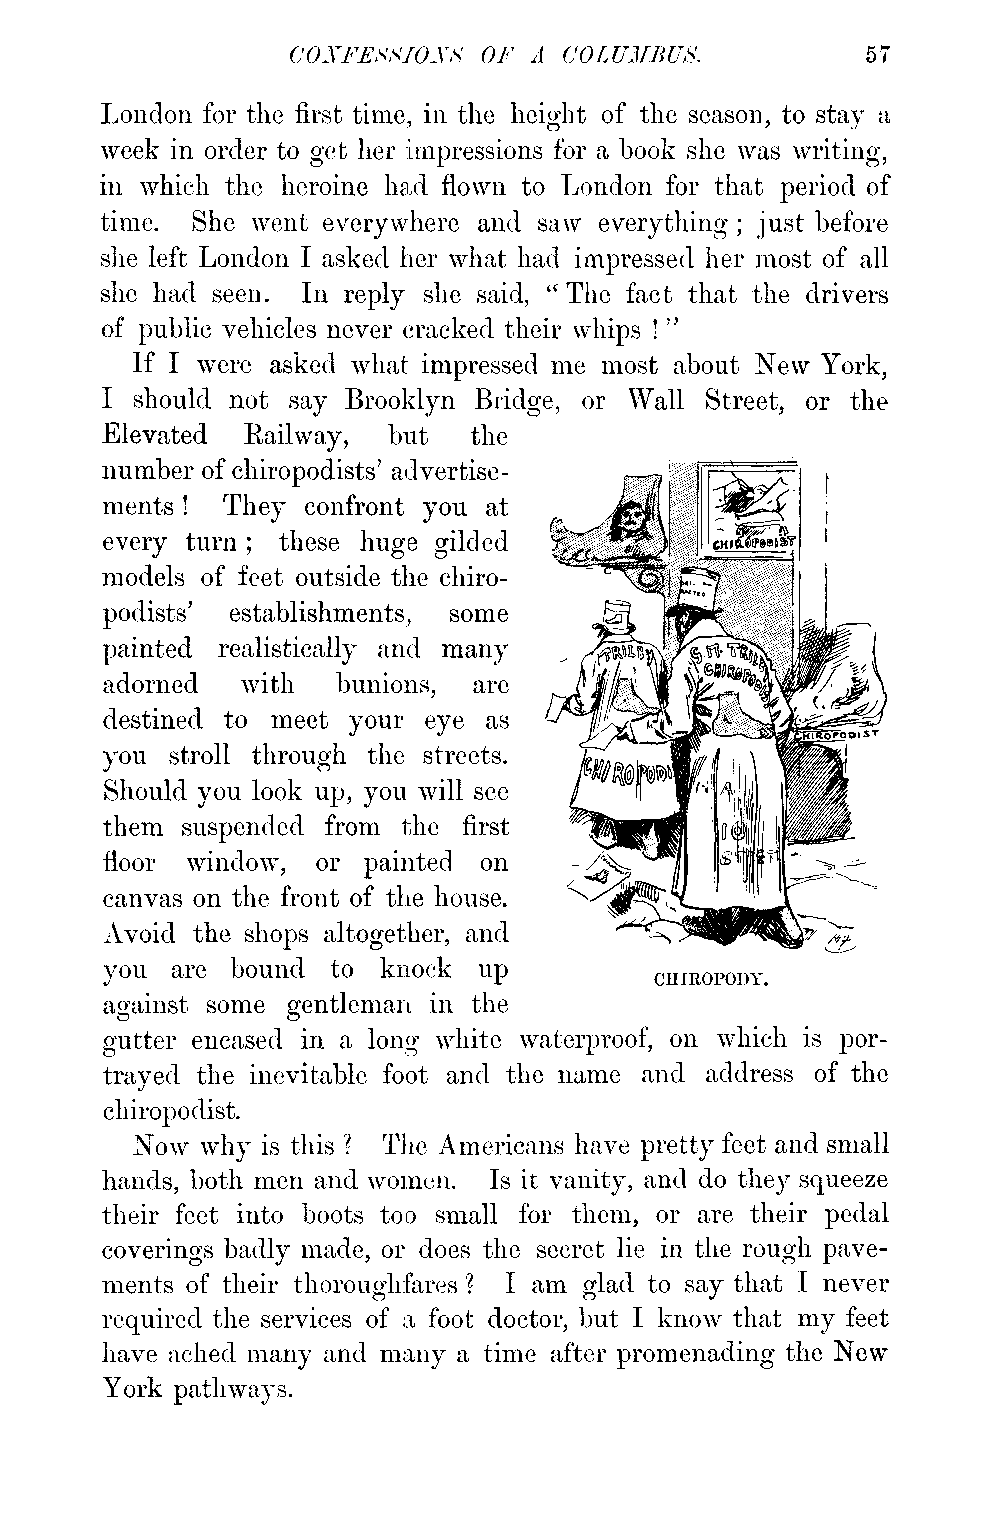 CONFESSIONS OF A COLUMBUS. 57
London for the first time, in the height of the season, to stay a
week in order to get her impressions for a book she was writing,
in which the heroine had flown to London for that period of
time. She went everywhere and saw everything ; just before
she left London I asked her what had impressed her most of all
she had seen. In reply she said, “ The fact that the drivers
of public vehicles never cracked their whips ! ”
If I were asked what impressed me most about New York,
I should not say Brooklyn Bridge, or Wall Street, or the
Elevated Railway, but the
number of chiropodists’ advertise-
ments ! They confront you at
every turn ; these huge gilded
models of feet outside the chiro-
podists’ establishments, some
painted realistically and many
adorned with bunions, are
destined to meet your eye as
you stroll through the streets.
Should you look up, you will see
them suspended from the first
floor window, or painted on
canvas on the front of the house.
Avoid the shops altogether, and
you are bound to knock up
against some gentleman in the
gutter encased in a long white waterproof, on which is por-
trayed the inevitable foot and the name and address of the
chiropodist.
CHIROPODIST
TRILBY
CHIROPODI
S. M. TRILBY
CHIROPODIST
CHIROPODIST
CHIROPODY.
Now why is this ? The Americans have pretty feet and small
hands, both men and women. Is it vanity, and do they squeeze
their feet into boots too small for them, or are their pedal
coverings badly made, or does the secret lie in the rough pave-
ments of their thoroughfares ? I am glad to say that I never
required the services of a foot doctor, but I know that my feet
have ached many and many a time after promenading the New
York pathways.